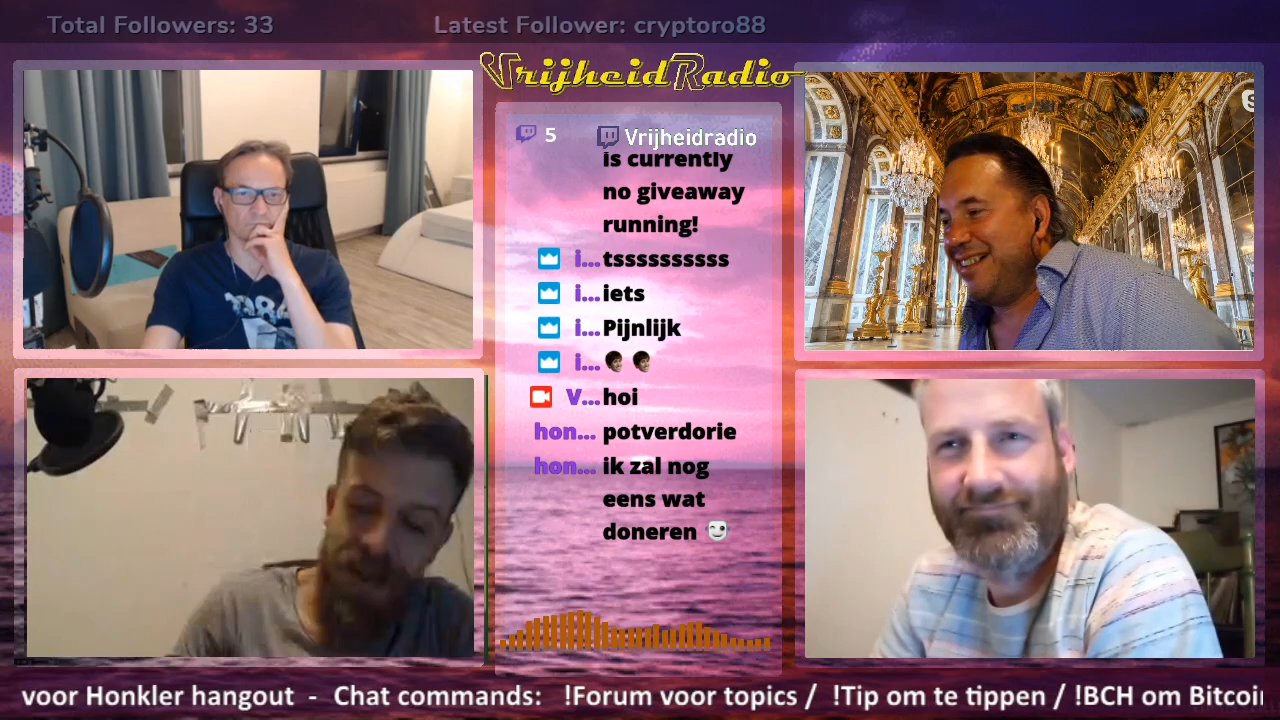 Total Followers: 33
Latest Follower: cryptoro88
VrijheidRadio
5
Vrijheidradio
is currently
no giveaway
running!
i... tssssssssss
i... iets
i... Pijnlijk
i...
V... hoi
hon... potverdorie
hon... ik zal nog
eens wat
doneren
1984
voor Honkler hangout - Chat commands: !Forum voor topics / !Tip om te tippen / !BCH om Bitcoi